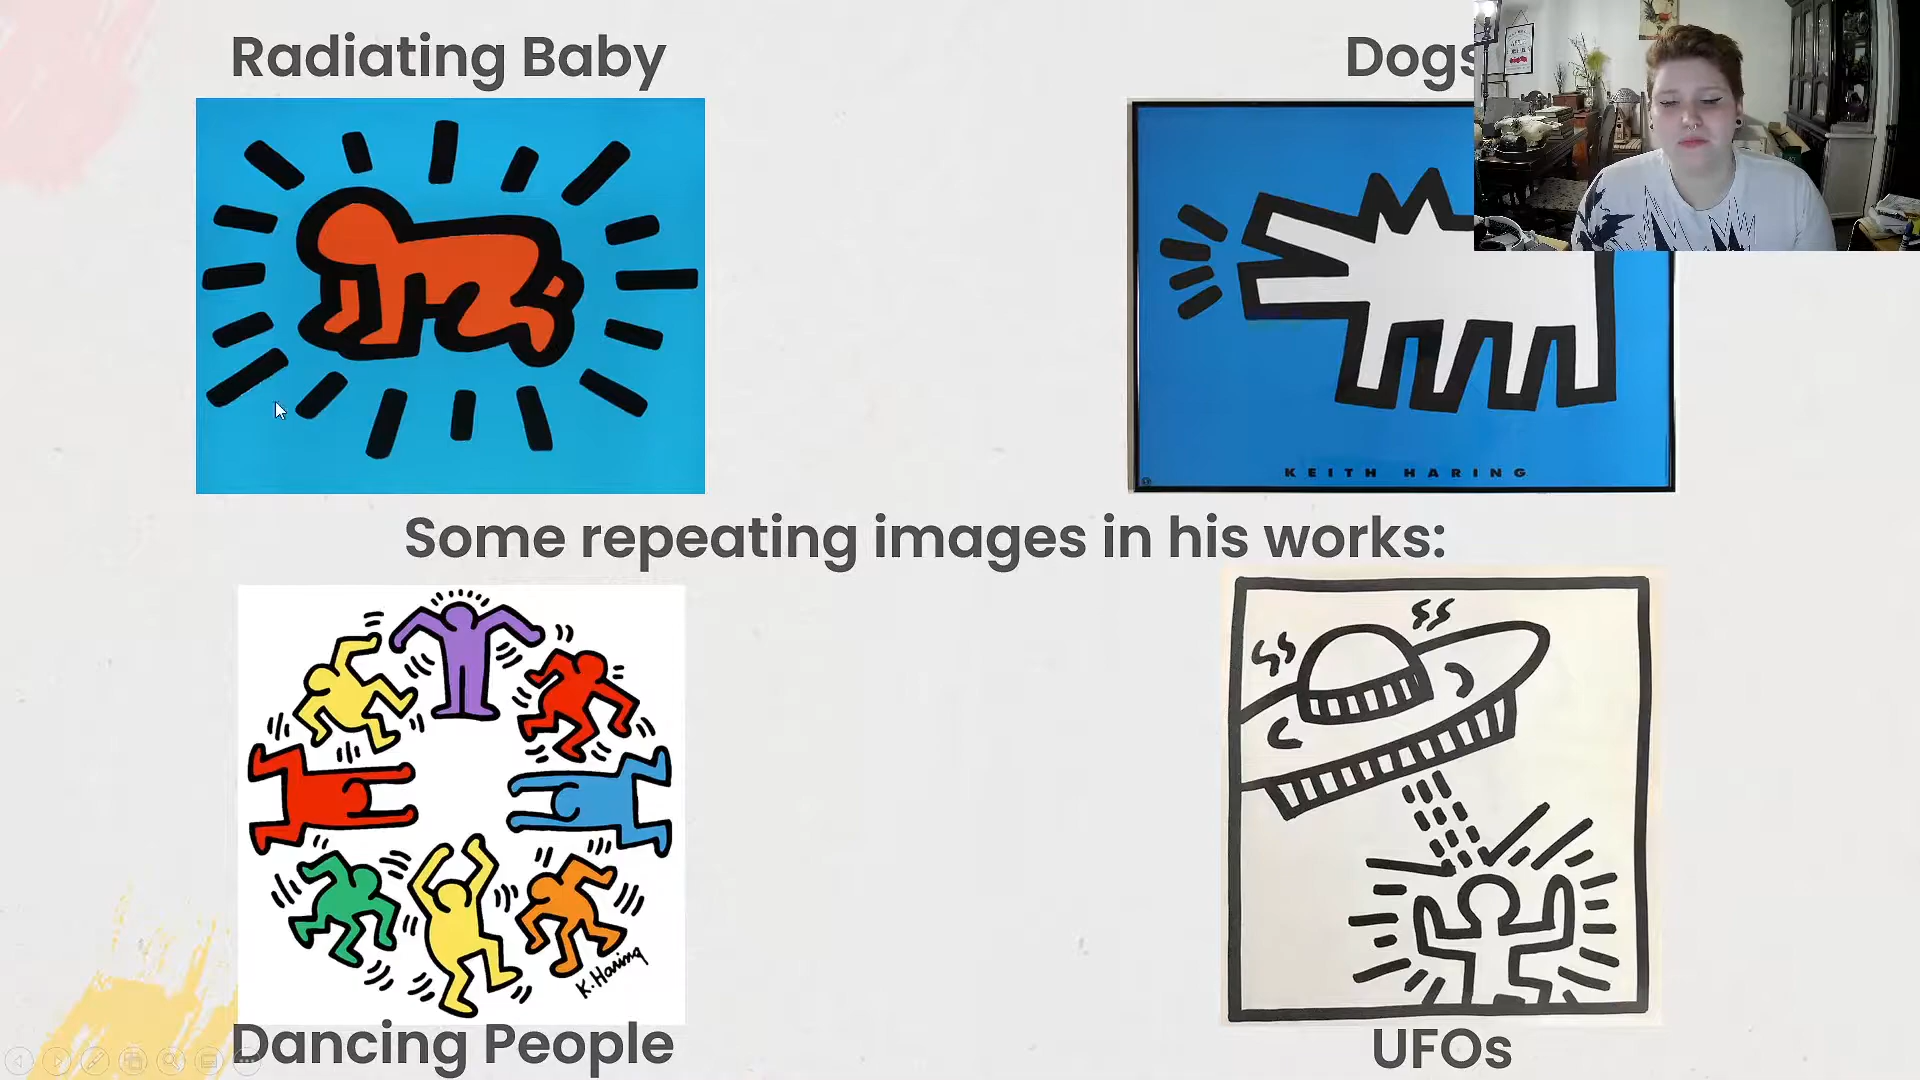 Radiating Baby
Dogs
KEITH HARING
Some repeating images in his works:
K. Haring
Dancing People
UFOs